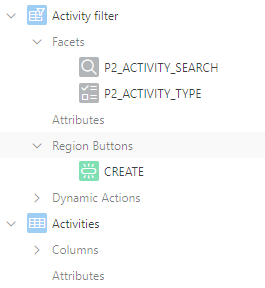 Activity filter
Facets
P2_ACTIVITY_SEARCH
P2_ACTIVITY_TYPE
Attributes
Region Buttons
CREATE
Dynamic Actions
Activities
Columns
Attributes